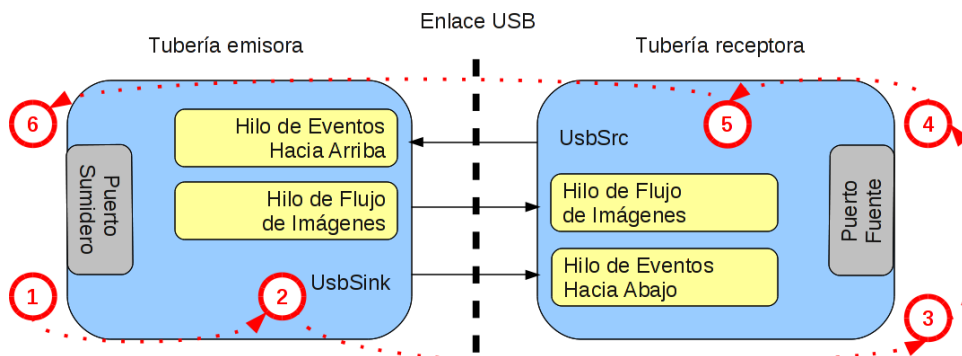 Enlace USB
Tubería emisora
Tubería receptora
6
5
4
Hilo de Eventos
Hacia Arriba
UsbSrc
Puerto
Sumidero
Hilo de Flujo
de Imágenes
Hilo de Flujo
de Imágenes
Puerto
Fuente
UsbSink
Hilo de Eventos
Hacia Abajo
1
2
3